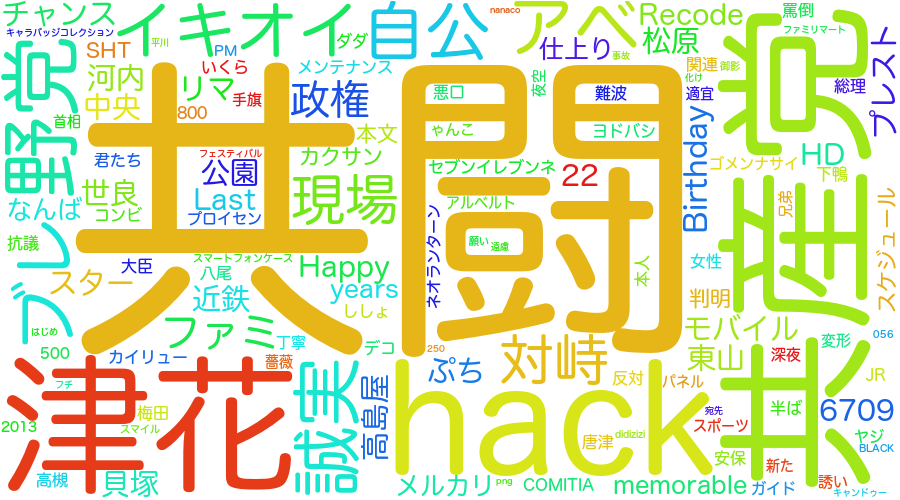 チャンス
キャラバッジコレクション
イキオイ
ダダ
平川
自公
nanaco
アベ
仕上り
事故
Recode
松原
罵倒
ファミリマート
党
プレスト
野党
SHT
PM
いくら
メンテナンス
河内
リマ
中央
800
手旗
首相
政権
共闘
悪口
夜空
難波
関連
御影
化け
適宜
総理
本文
ゃんこ
ヨドバシ
HD
フェスティバル
君たち
カクサン
公園
セブンイレブンネ
22
Birthday
ゴメンナサイ
下鴨
世良
コンビ
Last
プロイセン
現場
アルベルト
兄弟
なんば
抗議
スマートフォンケース
ネオランターン
願い
遠慮
本人
女性
共産党
スケジュール
大臣
八尾
Happy
スター
近鉄
years
ししょ
判明
ブレ
はじめ
ファミ
丁寧
モバイル
変形
056
500
カイリュー
薔薇
デコ
250
対峙
東山
深夜
JR
津花
フチ
誠実
高島屋
ぷち
反対
パネル
2013
梅田
スマイル
hack
唐津
didizizi
宛先
スポーツ
半ば
6709
ヤジ
BLACK
高槻
貝塚
メルカリ
png
COMITIA
memorable
安保
新た
ガイド
誘い
キャンドゥー